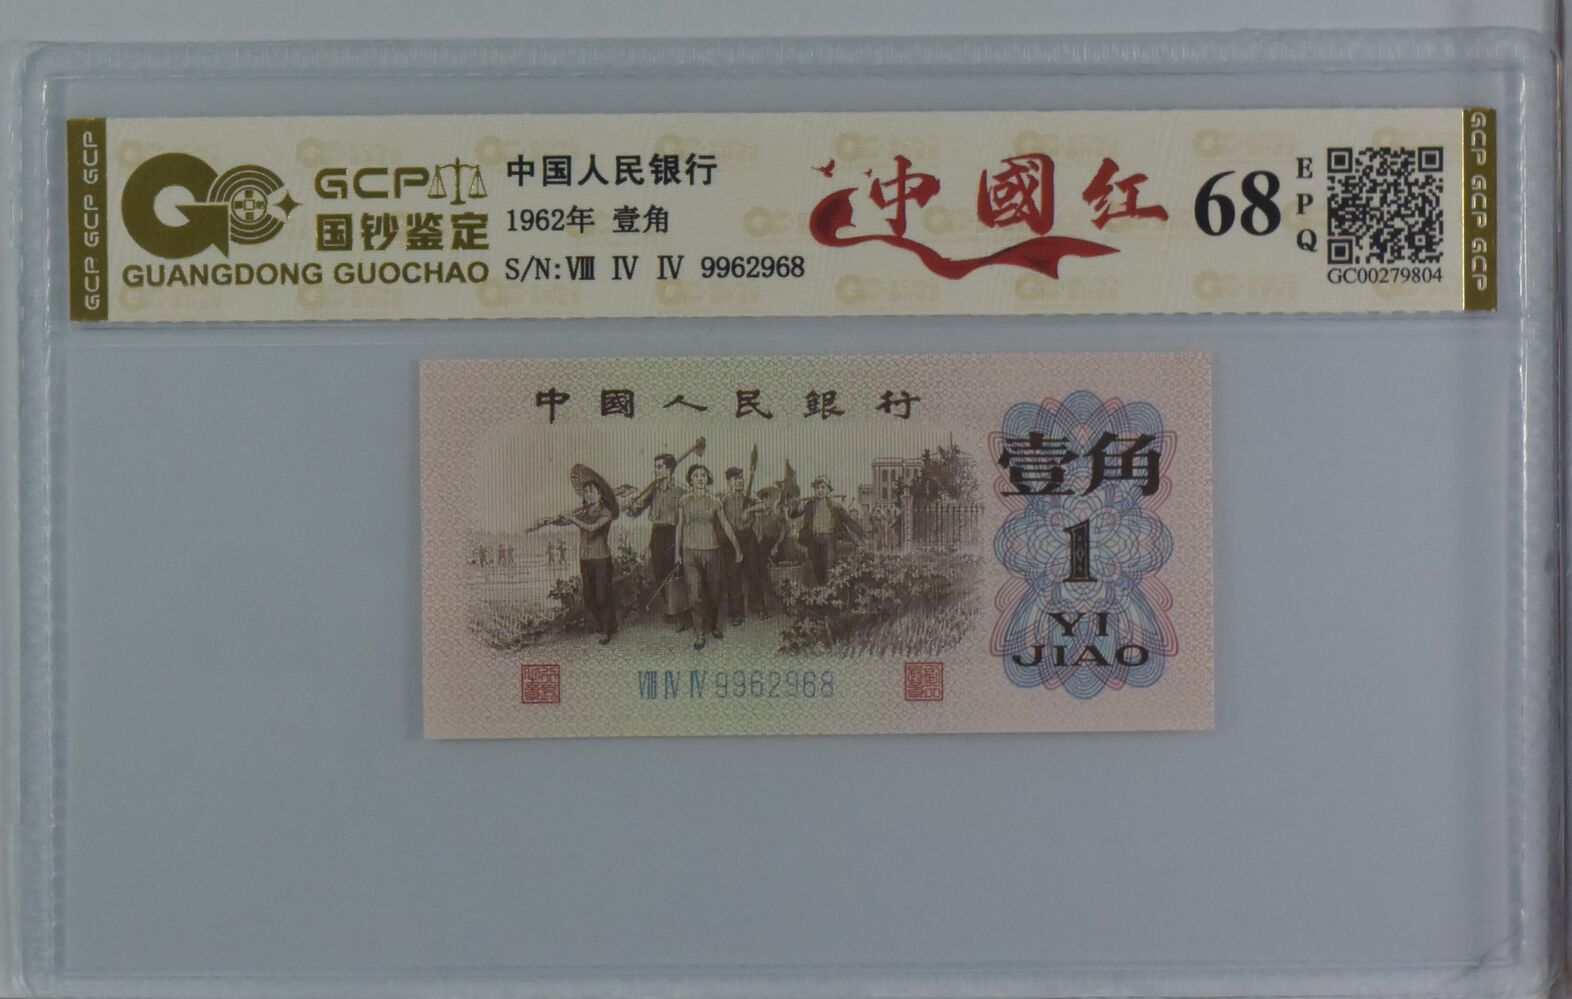 GCP GCP GCP
GCP
国钞鉴定
GUANGDONG GUOCHAO
中国人民银行
1962年 壹角
S/N:Ⅷ Ⅳ Ⅳ 9962968
中國红
68
EPQ
GC00279804
GCP GCP GCP
中國人民銀行
壹角
1
YI
JIAO
Ⅷ Ⅳ Ⅳ 9962968